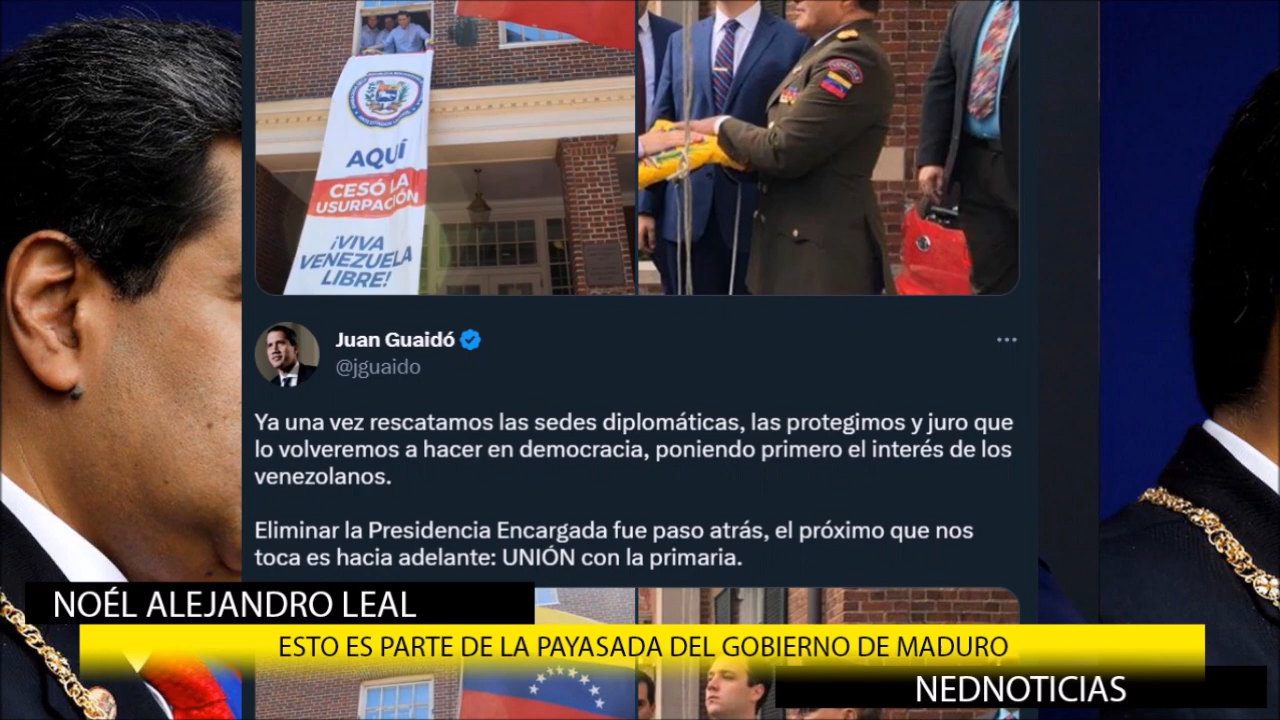 AQUÍ
CESÓ LA
USURPACIÓN
¡VIVA
VENEZUELA
LIBRE!
Juan Guaidó
@jguaido
Ya una vez rescatamos las sedes diplomáticas, las protegimos y juro que
lo volveremos a hacer en democracia, poniendo primero el interés de los
venezolanos.
Eliminar la Presidencia Encargada fue paso atrás, el próximo que nos
toca es hacia adelante: UNIÓN con la primaria.
NOÉL ALEJANDRO LEAL
ESTO ES PARTE DE LA PAYASADA DEL GOBIERNO DE MADURO
NEDNOTICIAS